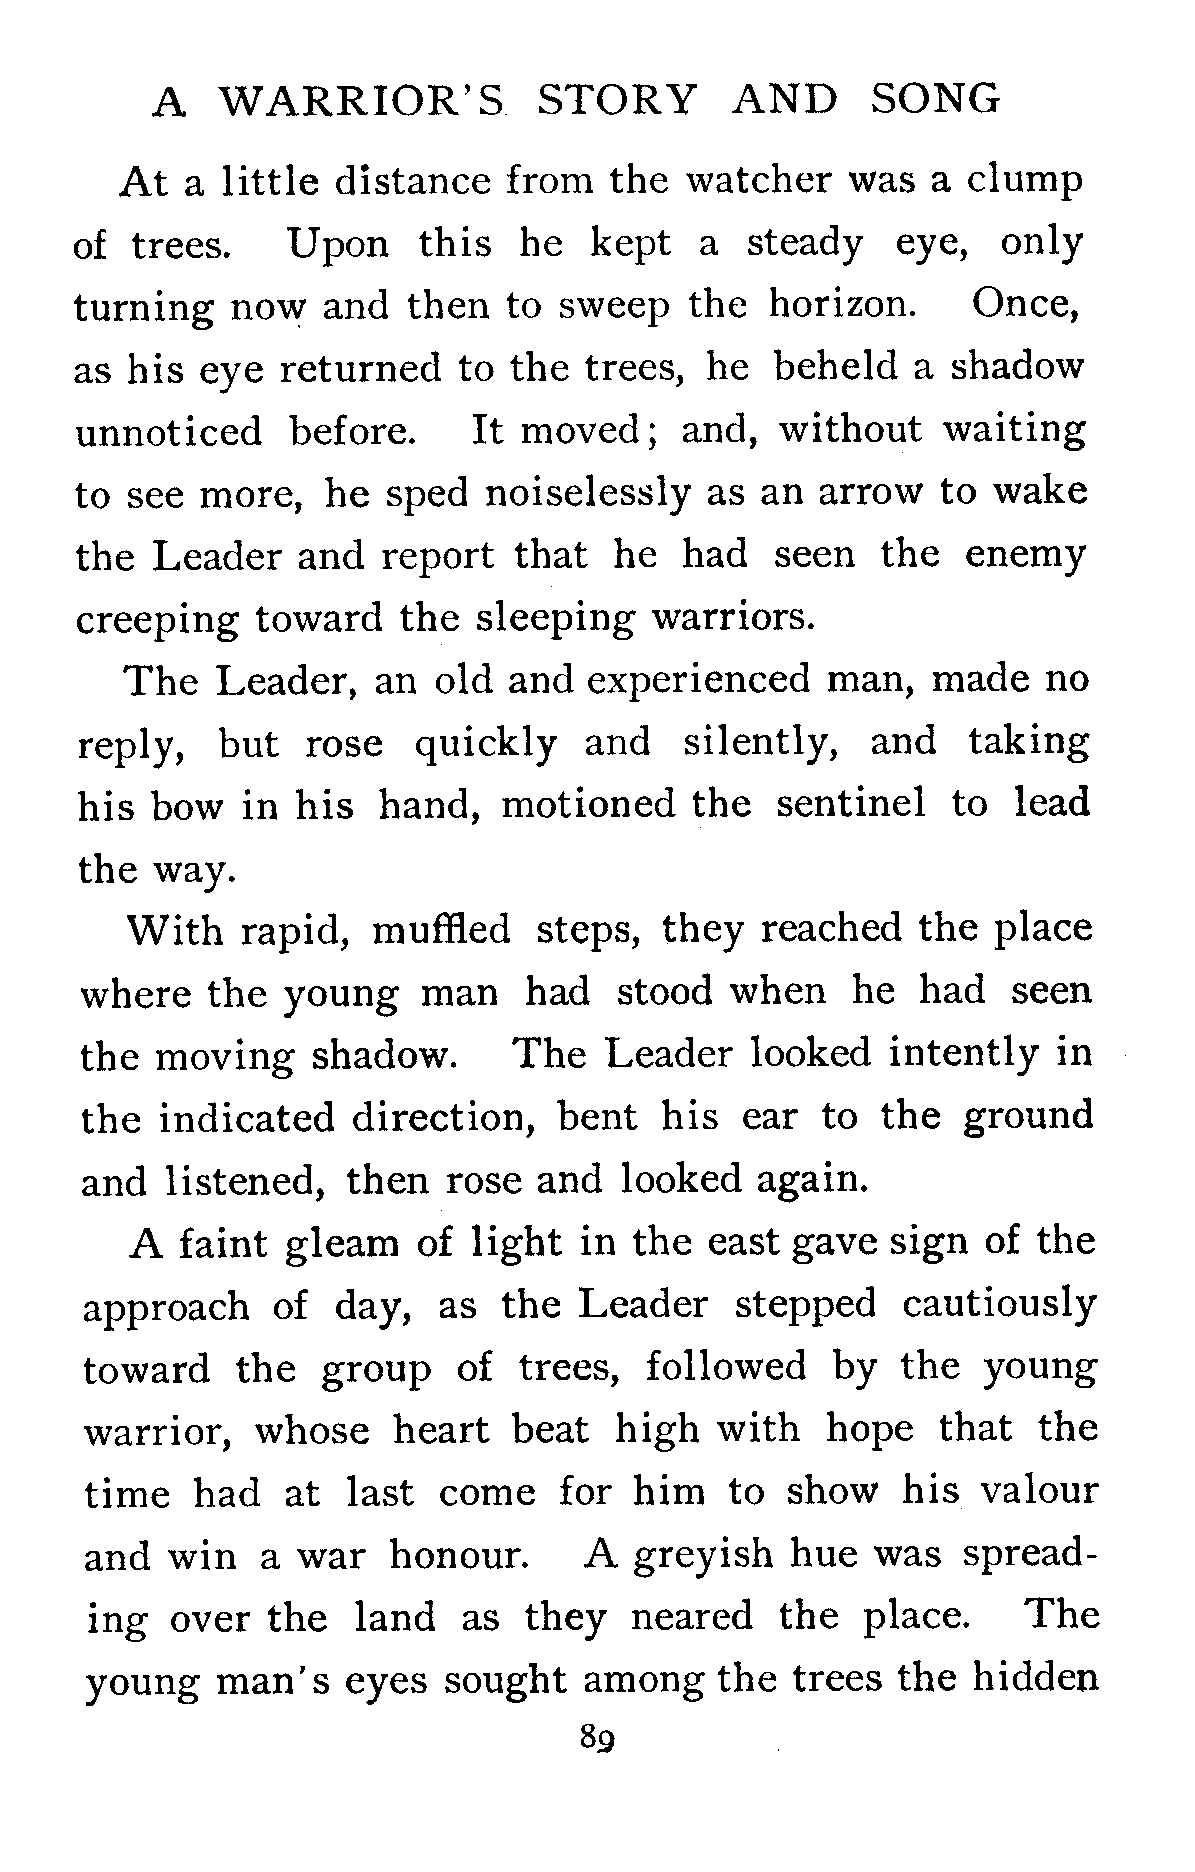 A WARRIOR'S STORY AND SONG
At a little distance from the watcher was a clump
of trees. Upon this he kept a steady eye, only
turning now and then to sweep the horizon. Once,
as his eye returned to the trees, he beheld a shadow
unnoticed before. It moved; and, without waiting
to see more, he sped noiselessly as an arrow to wake
the Leader and report that he had seen the enemy
creeping toward the sleeping warriors.
The Leader, an old and experienced man, made no
reply, but rose quickly and silently, and taking
his bow in his hand, motioned the sentinel to lead
the way.
With rapid, muffled steps, they reached the place
where the young man had stood when he had seen
the moving shadow. The Leader looked intently in
the indicated direction, bent his ear to the ground
and listened, then rose and looked again.
A faint gleam of light in the east gave sign of the
approach of day, as the Leader stepped cautiously
toward the group of trees, followed by the young
warrior, whose heart beat high with hope that the
time had at last come for him to show his valour
and win a war honour. A greyish hue was spread-
ing over the land as they neared the place. The
young man's eyes sought among the trees the hidden
89